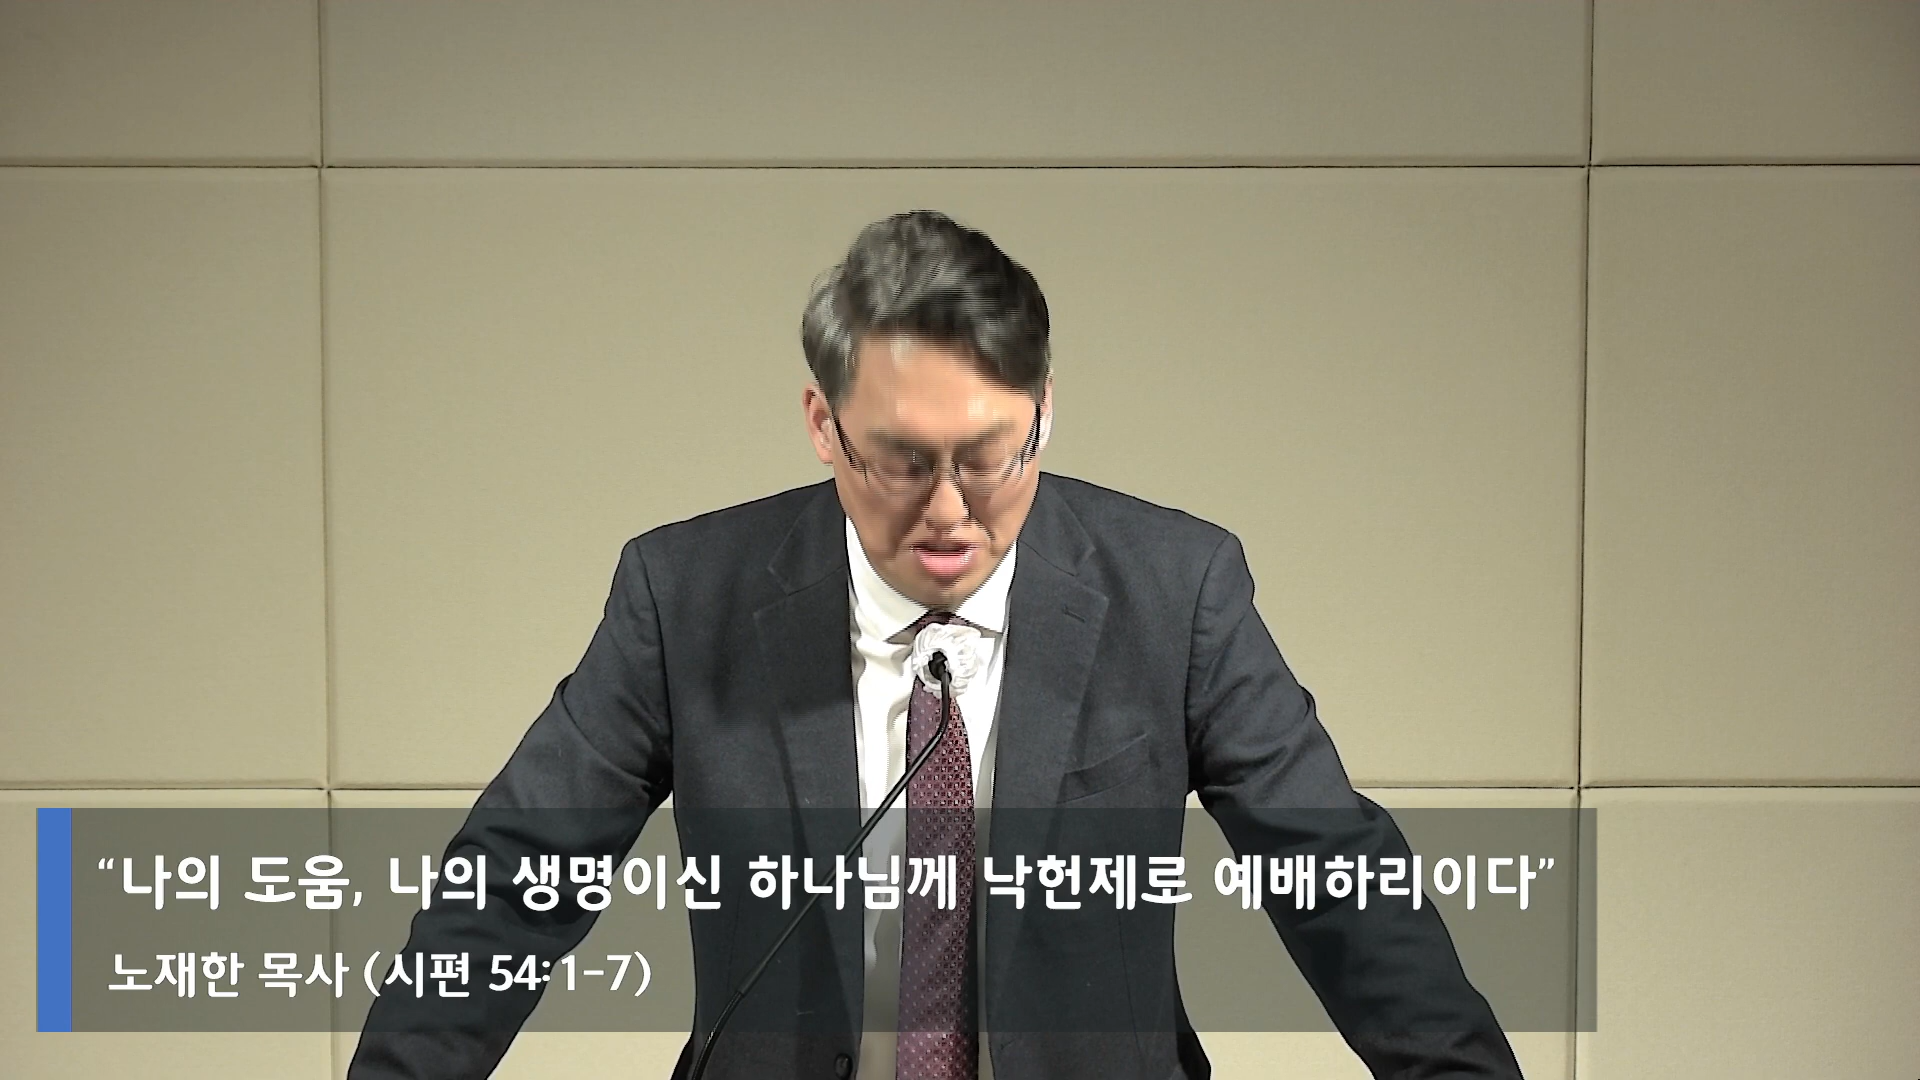 “나의 도움, 나의 생명이신 하나님께 낙헌제로 예배하리이다”
노재한 목사 (시편 54:1-7)